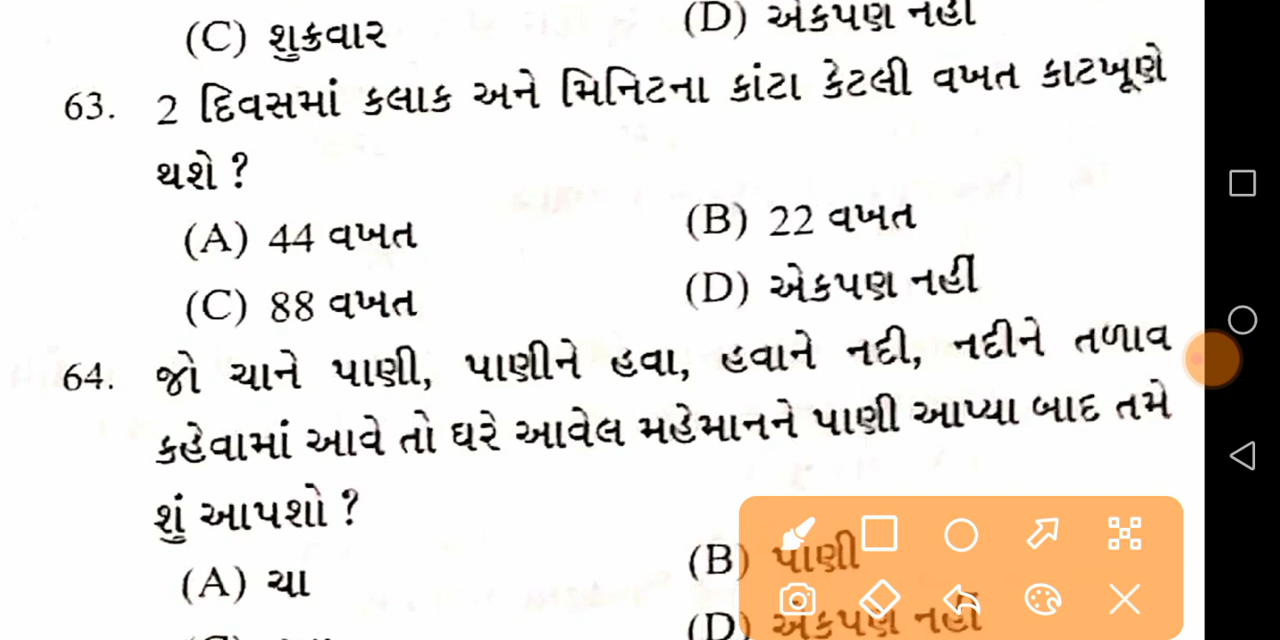 (C) શુક્રવાર
(D) એકપણ નહીં
63. 2 દિવસમાં કલાક અને મિનિટના કાંટા કેટલી વખત કાટખૂણે
થશે ?
(A) 44 વખત
(B) 22 વખત
(C) 88 વખત
(D) એકપણ નહીં
64. જો ચાને પાણી, પાણીને હવા, હવાને નદી, નદીને તળાવ
કહેવામાં આવે તો ઘરે આવેલ મહેમાનને પાણી આપ્યા બાદ તમે
શું આપશો ?
(A) ચા
(B) પાણી
(D) એકપણ નહીં